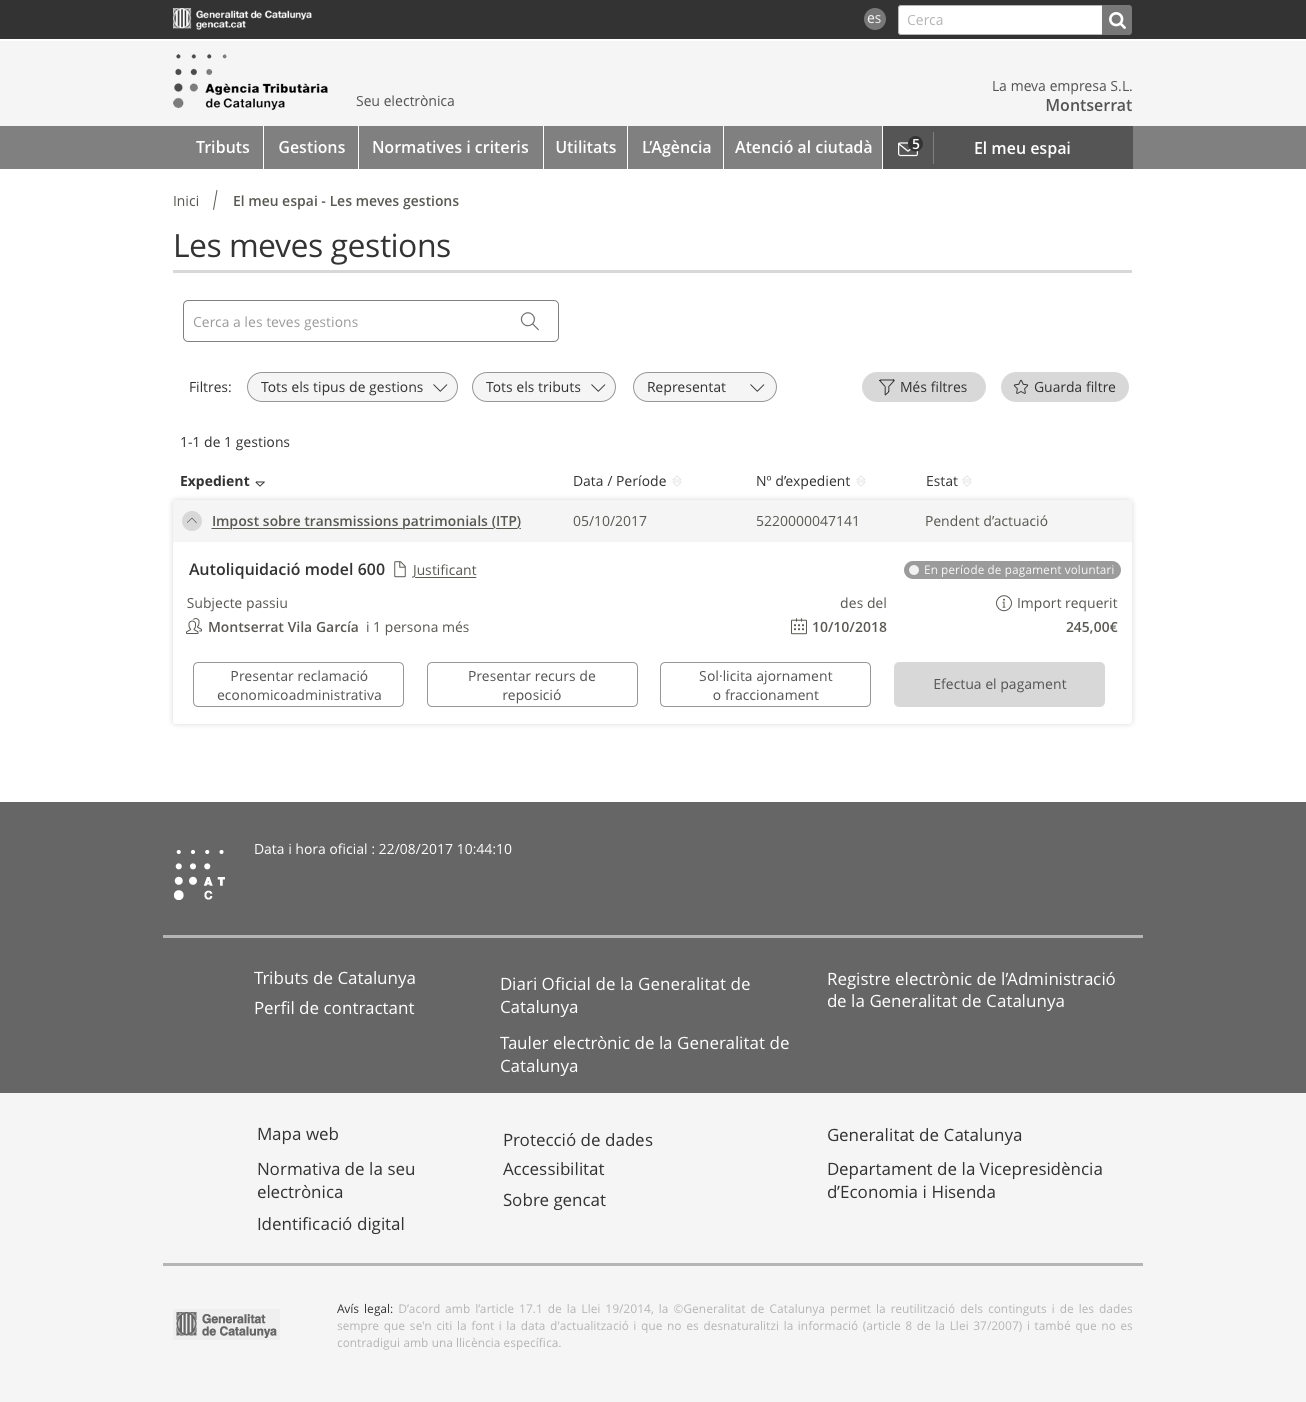 Generalitat de Catalunya
gencat.cat
es
Cerca
Agència Tributària
de Catalunya
Seu electrònica
La meva empresa S.L.
Montserrat
Tributs
Gestions
Normatives i criteris
Utilitats
L’Agència
Atenció al ciutadà
5
El meu espai
Inici / El meu espai - Les meves gestions
Les meves gestions
Cerca a les teves gestions
Filtres:
Tots els tipus de gestions
Tots els tributs
Representat
Més filtres
Guarda filtre
1-1 de 1 gestions
Expedient
Data / Període
Nº d’expedient
Estat
Impost sobre transmissions patrimonials (ITP)
05/10/2017
5220000047141
Pendent d’actuació
Autoliquidació model 600
Justificant
En període de pagament voluntari
Subjecte passiu
des del
Import requerit
Montserrat Vila García i 1 persona més
10/10/2018
245,00€
Presentar reclamació
economicoadministrativa
Presentar recurs de
reposició
Sol·licita ajornament
o fraccionament
Efectua el pagament
Data i hora oficial : 22/08/2017 10:44:10
A T
C
Tributs de Catalunya
Perfil de contractant
Diari Oficial de la Generalitat de
Catalunya
Tauler electrònic de la Generalitat de
Catalunya
Registre electrònic de l’Administració
de la Generalitat de Catalunya
Mapa web
Normativa de la seu
electrònica
Identificació digital
Protecció de dades
Accessibilitat
Sobre gencat
Generalitat de Catalunya
Departament de la Vicepresidència
d’Economia i Hisenda
Generalitat
de Catalunya
Avís legal: D’acord amb l’article 17.1 de la Llei 19/2014, la ©Generalitat de Catalunya permet la reutilització dels continguts i de les dades
sempre que se'n citi la font i la data d'actualització i que no es desnaturalitzi la informació (article 8 de la Llei 37/2007) i també que no es
contradigui amb una llicència específica.